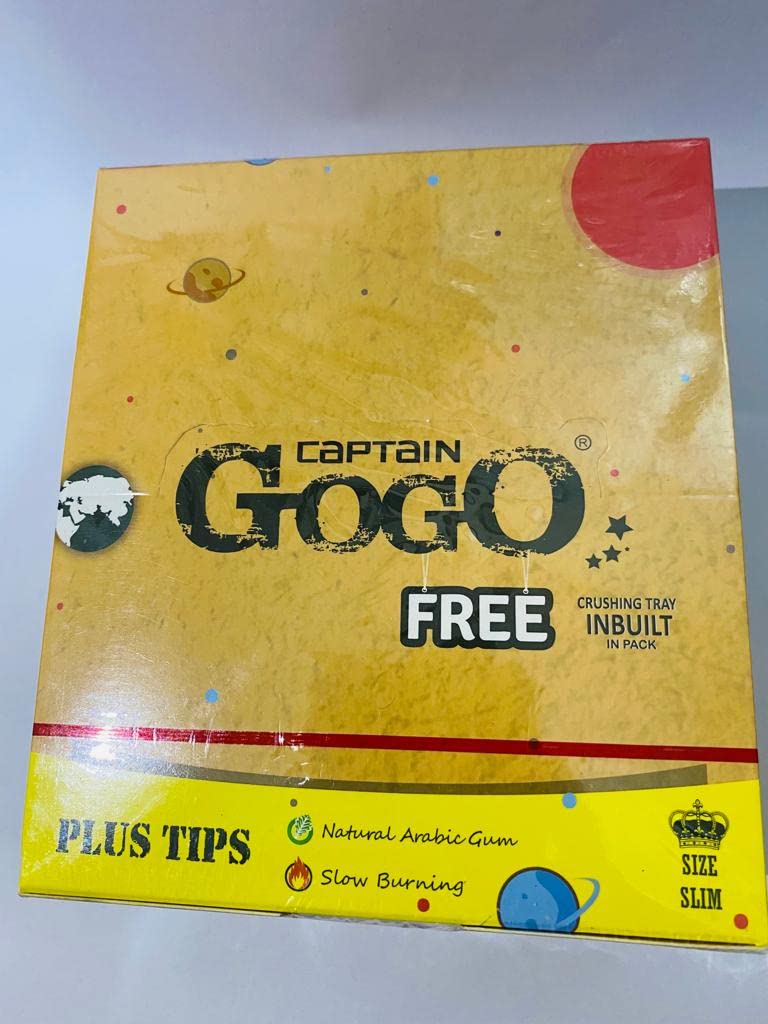 CAPTAIN
GOGO ®
FREE
CRUSHING TRAY
INBUILT
IN PACK
PLUS TIPS
Natural Arabic Gum
Slow Burning
SIZE
SLIM